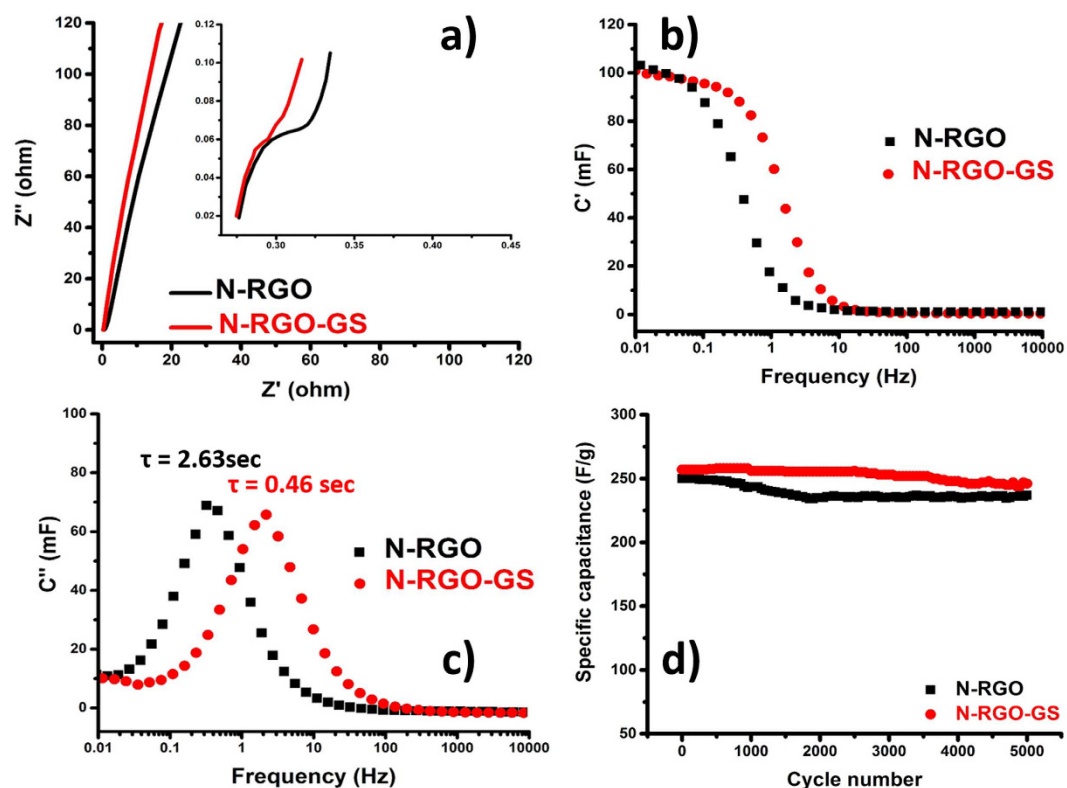 a)
Z'' (ohm)
120
100
80
60
40
20
0
0.12
0.10
0.08
0.06
0.04
0.02
0.30 0.35 0.40 0.45
N-RGO
N-RGO-GS
0 20 40 60 80 100 120
Z' (ohm)
b)
C' (mF)
120
100
80
60
40
20
0
N-RGO
N-RGO-GS
0.01 0.1 1 10 100 1000 10000
Frequency (Hz)
c)
C'' (mF)
100
80
60
40
20
0
τ = 2.63sec
τ = 0.46 sec
N-RGO
N-RGO-GS
0.01 0.1 1 10 100 1000 10000
Frequency (Hz)
d)
Specific capacitance (F/g)
300
250
200
150
100
50
N-RGO
N-RGO-GS
0 1000 2000 3000 4000 5000
Cycle number